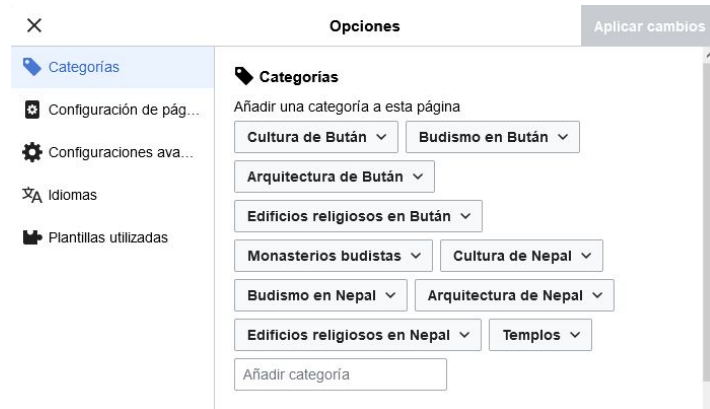 Opciones
Aplicar cambios
Categorías
Configuración de pág...
Configuraciones ava...
Idiomas
Plantillas utilizadas
Categorías
Añadir una categoría a esta página
Cultura de Bután
Budismo en Bután
Arquitectura de Bután
Edificios religiosos en Bután
Monasterios budistas
Cultura de Nepal
Budismo en Nepal
Arquitectura de Nepal
Edificios religiosos en Nepal
Templos
Añadir categoría